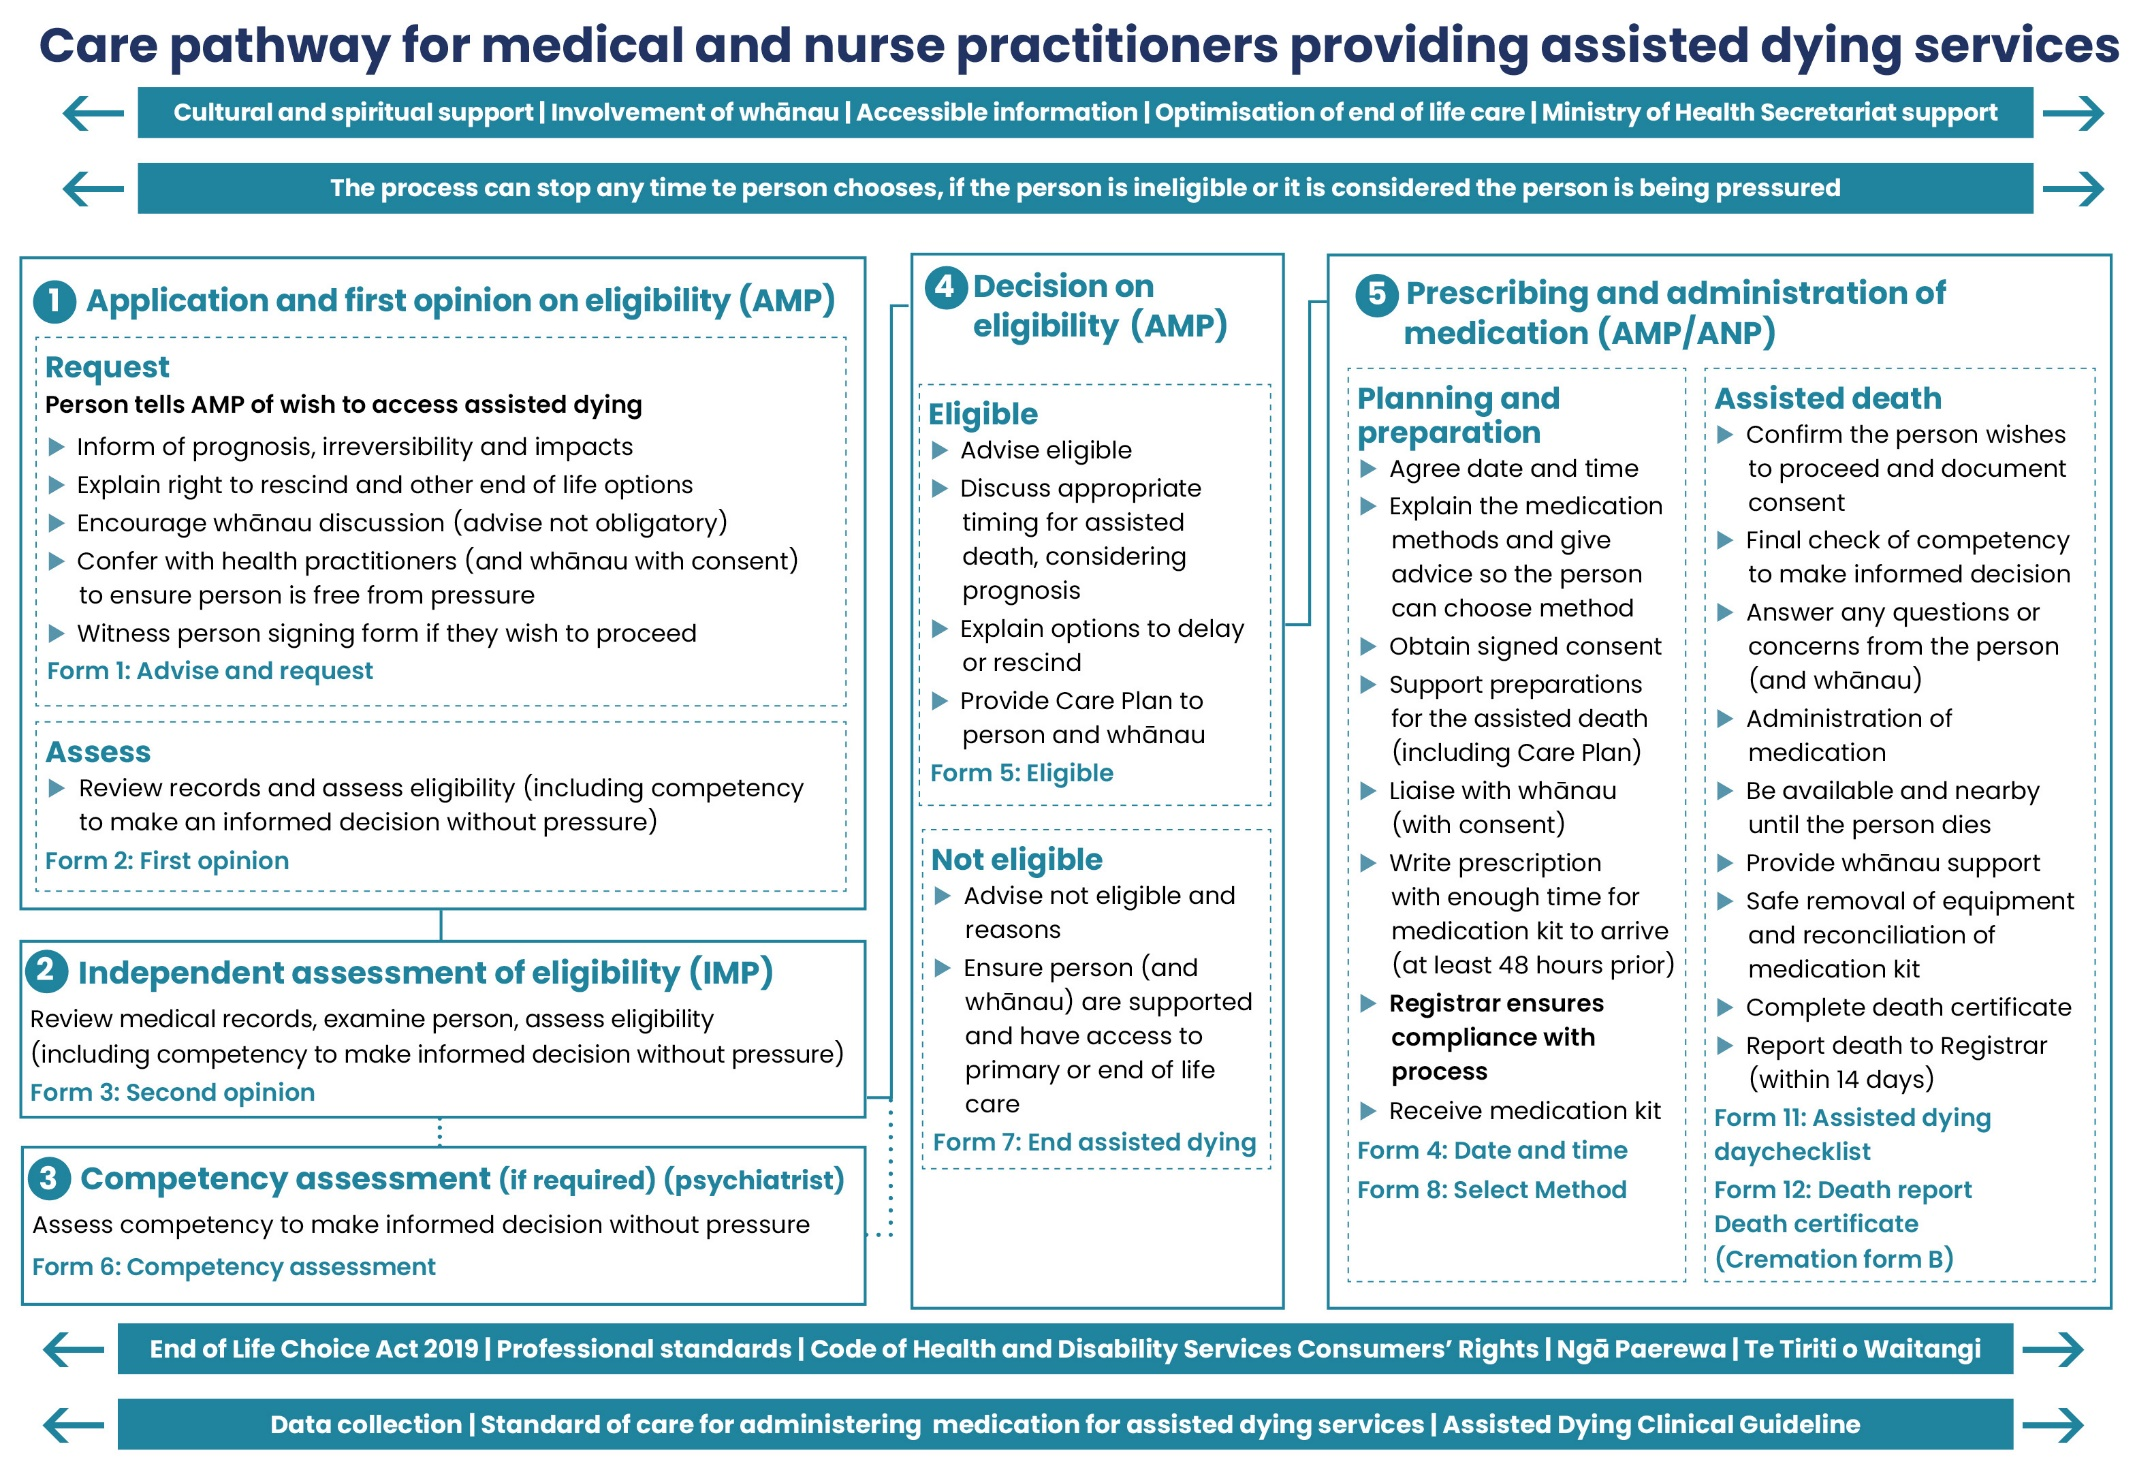 Care pathway for medical and nurse practitioners providing assisted dying services
Cultural and spiritual support | Involvement of whānau | Accessible information | Optimisation of end of life care | Ministry of Health Secretariat support
The process can stop any time te person chooses, if the person is ineligible or it is considered the person is being pressured
1 Application and first opinion on eligibility (AMP)
Request
Person tells AMP of wish to access assisted dying
Inform of prognosis, irreversibility and impacts
Explain right to rescind and other end of life options
Encourage whānau discussion (advise not obligatory)
Confer with health practitioners (and whānau with consent)
to ensure person is free from pressure
Witness person signing form if they wish to proceed
Form 1: Advise and request
Assess
Review records and assess eligibility (including competency
to make an informed decision without pressure)
Form 2: First opinion
2 Independent assessment of eligibility (IMP)
Review medical records, examine person, assess eligibility
(including competency to make informed decision without pressure)
Form 3: Second opinion
3 Competency assessment (if required) (psychiatrist)
Assess competency to make informed decision without pressure
Form 6: Competency assessment
4 Decision on
eligibility (AMP)
Eligible
Advise eligible
Discuss appropriate
timing for assisted
death, considering
prognosis
Explain options to delay
or rescind
Provide Care Plan to
person and whānau
Form 5: Eligible
Not eligible
Advise not eligible and
reasons
Ensure person (and
whānau) are supported
and have access to
primary or end of life
care
Form 7: End assisted dying
5 Prescribing and administration of
medication (AMP/ANP)
Planning and
preparation
Agree date and time
Explain the medication
methods and give
advice so the person
can choose method
Obtain signed consent
Support preparations
for the assisted death
(including Care Plan)
Liaise with whānau
(with consent)
Write prescription
with enough time for
medication kit to arrive
(at least 48 hours prior)
Registrar ensures
compliance with
process
Receive medication kit
Form 4: Date and time
Form 8: Select Method
Assisted death
Confirm the person wishes
to proceed and document
consent
Final check of competency
to make informed decision
Answer any questions or
concerns from the person
(and whānau)
Administration of
medication
Be available and nearby
until the person dies
Provide whānau support
Safe removal of equipment
and reconciliation of
medication kit
Complete death certificate
Report death to Registrar
(within 14 days)
Form 11: Assisted dying
daychecklist
Form 12: Death report
Death certificate
(Cremation form B)
End of Life Choice Act 2019 | Professional standards | Code of Health and Disability Services Consumers’ Rights | Ngā Paerewa | Te Tiriti o Waitangi
Data collection | Standard of care for administering medication for assisted dying services | Assisted Dying Clinical Guideline